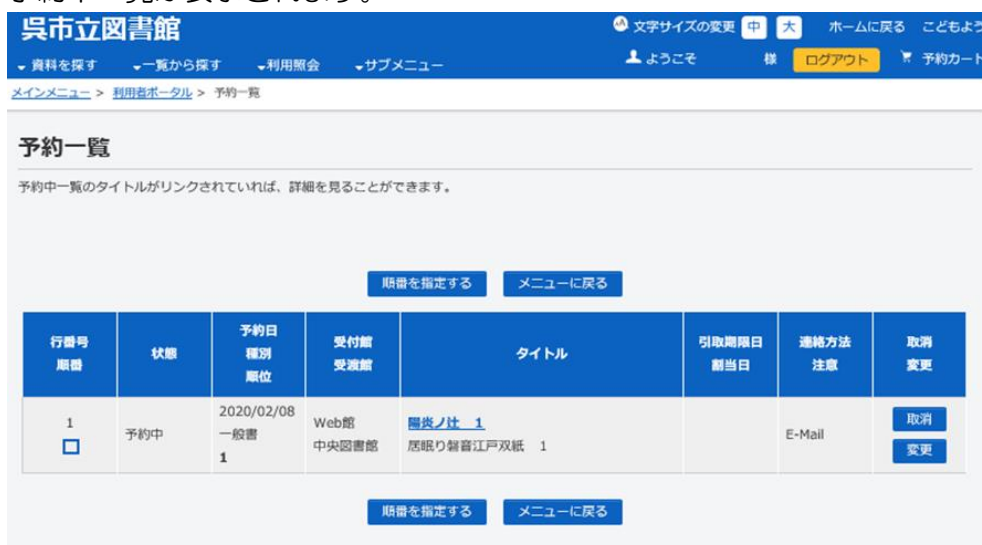 呉市立図書館
文字サイズの変更 中 大 ホームに戻る こどもよう
資料を探す 一覧から探す 利用照会 サブメニュー
ようこそ 様 ログアウト 予約カート
メインメニュー > 利用者ポータル > 予約一覧
予約一覧
予約中一覧のタイトルがリンクされていれば、詳細を見ることができます。
順番を指定する メニューに戻る
行番号 順番
状態
予約日 種別 順位
受付館 受渡館
タイトル
引取期限日 割当日
連絡方法 注意
取消 変更
1
予約中
2020/02/08
一般書
1
Web館
中央図書館
陽炎ノ辻 1
居眠り磐音江戸双紙 1
E-Mail
取消
変更
順番を指定する メニューに戻る